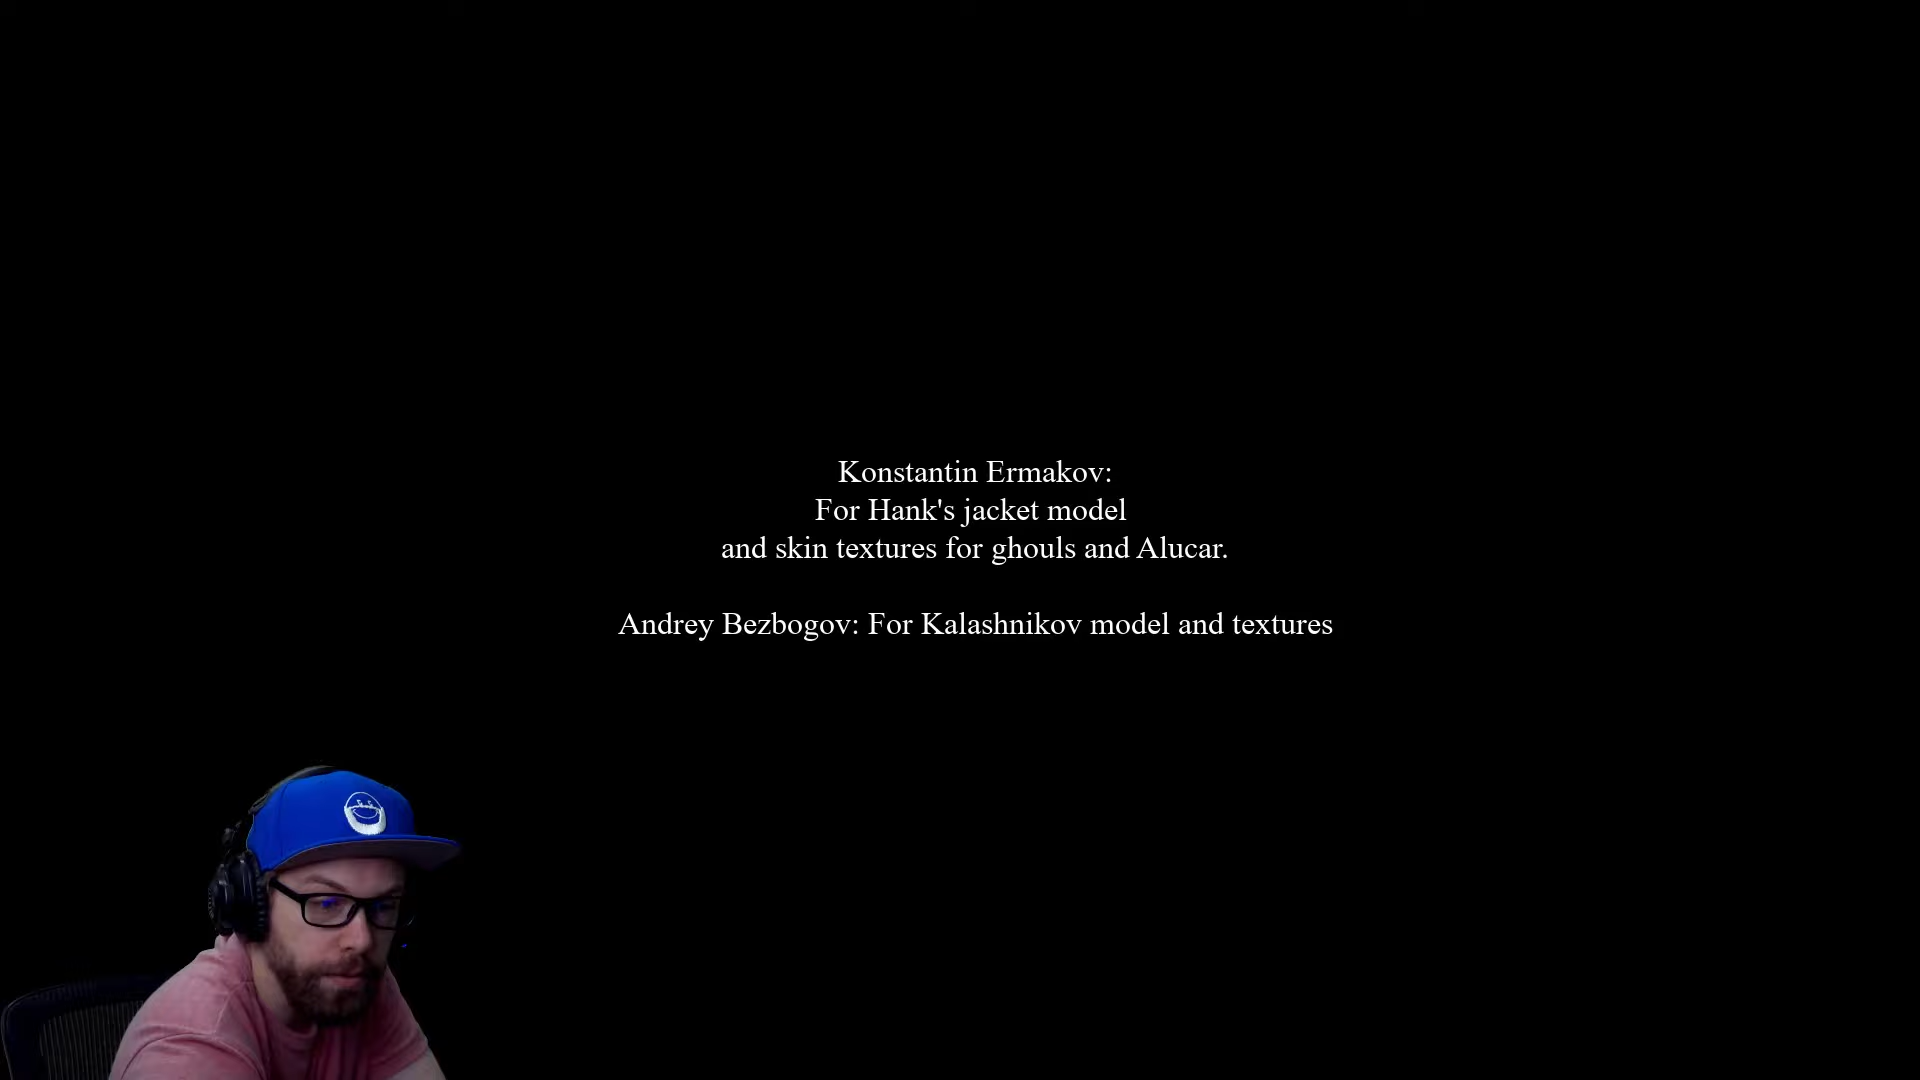 Konstantin Ermakov:
For Hank's jacket model
and skin textures for ghouls and Alucar.
Andrey Bezbogov: For Kalashnikov model and textures